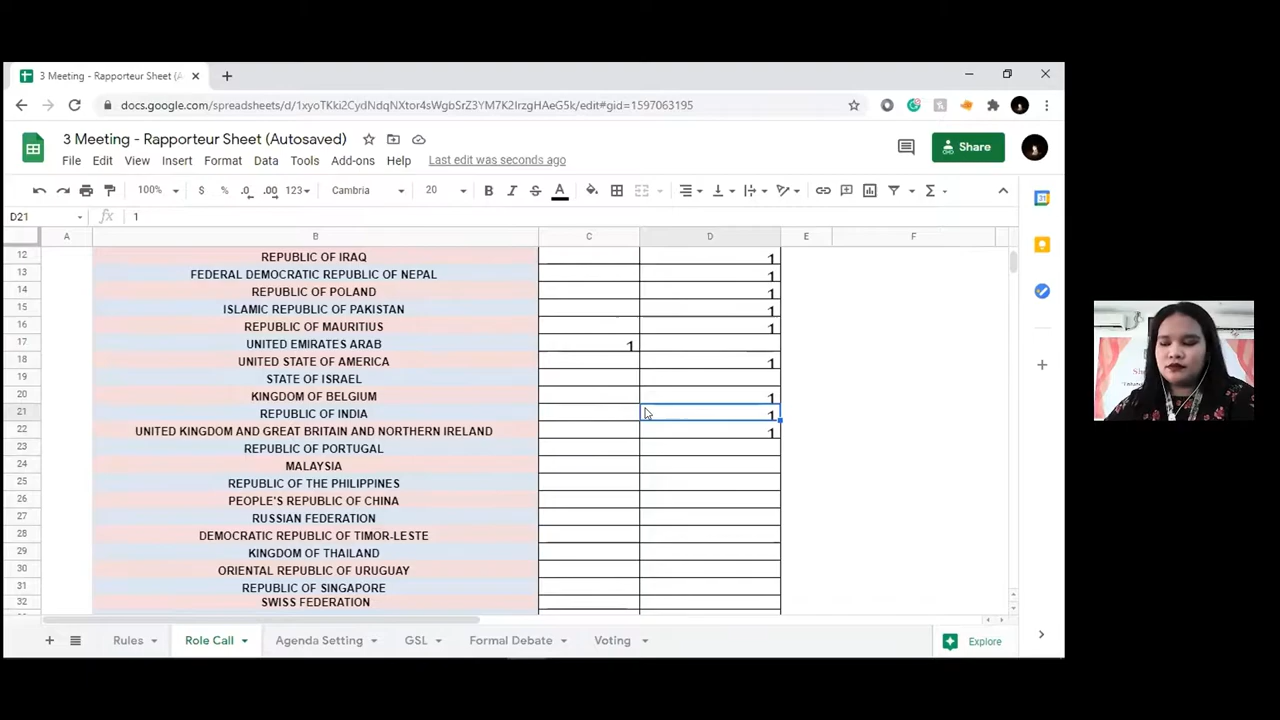 3 Meeting - Rapporteur Sheet (A
docs.google.com/spreadsheets/d/1xyoTKki2CydNdqNXtor4sWgbSrZ3YM7K2IrzgHAeG5k/edit#gid=1597063195
3 Meeting - Rapporteur Sheet (Autosaved)
File Edit View Insert Format Data Tools Add-ons Help Last edit was seconds ago
Share
100% $ % .0 .00 123 Cambria 20 B I S A
D21 fx 1
A B C D E F
12 REPUBLIC OF IRAQ 1
13 FEDERAL DEMOCRATIC REPUBLIC OF NEPAL 1
14 REPUBLIC OF POLAND 1
15 ISLAMIC REPUBLIC OF PAKISTAN 1
16 REPUBLIC OF MAURITIUS 1
17 UNITED EMIRATES ARAB 1
18 UNITED STATE OF AMERICA 1
19 STATE OF ISRAEL
20 KINGDOM OF BELGIUM 1
21 REPUBLIC OF INDIA 1
22 UNITED KINGDOM AND GREAT BRITAIN AND NORTHERN IRELAND 1
23 REPUBLIC OF PORTUGAL
24 MALAYSIA
25 REPUBLIC OF THE PHILIPPINES
26 PEOPLE'S REPUBLIC OF CHINA
27 RUSSIAN FEDERATION
28 DEMOCRATIC REPUBLIC OF TIMOR-LESTE
29 KINGDOM OF THAILAND
30 ORIENTAL REPUBLIC OF URUGUAY
31 REPUBLIC OF SINGAPORE
32 SWISS FEDERATION
Rules Role Call Agenda Setting GSL Formal Debate Voting Explore